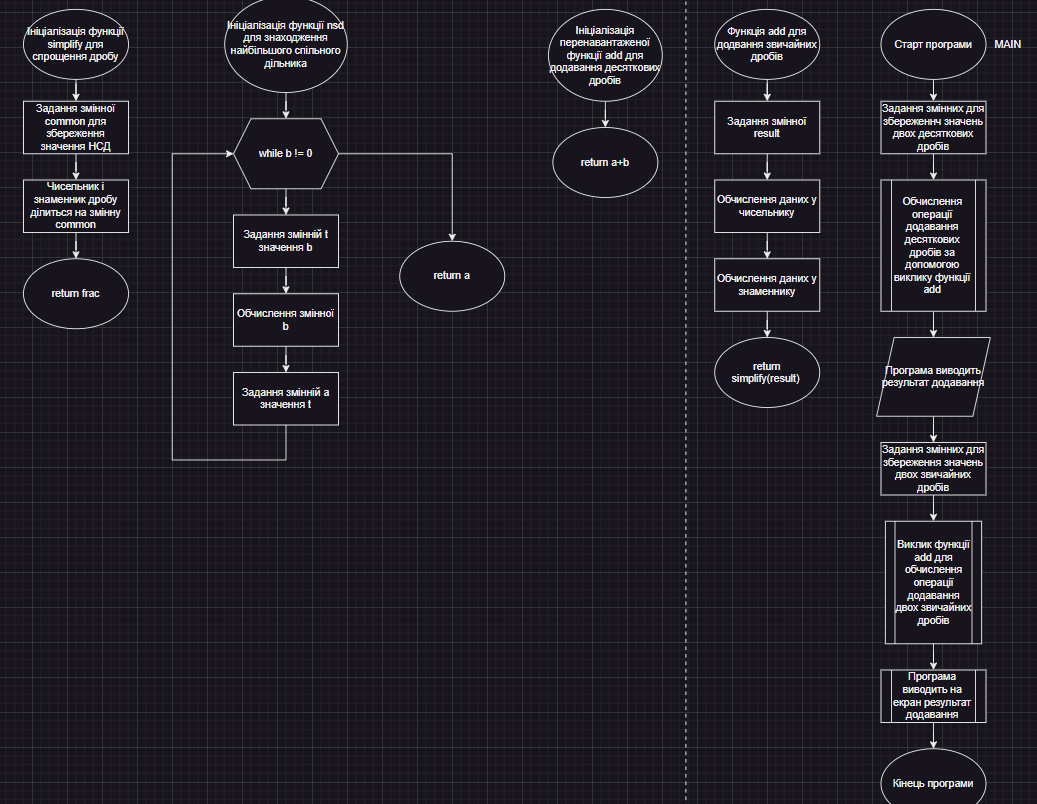 Ініціалізація функції
simplify для
спрощення дробу
Задання змінної
common для
збереження
значення НСД
Чисельник і
знаменник дробу
ділиться на змінну
common
return frac
Ініціалізація функції nsd
для знаходження
найбільшого спільного
дільника
while b != 0
Задання змінній t
значення b
Обчислення змінної
b
Задання змінній a
значення t
return a
Ініціалізація
перенавантаженої
функції add для
додавання десяткових
дробів
return a+b
Функція add для
додвання звичайних
дробів
Задання змінної
result
Обчислення даних у
чисельнику
Обчислення даних у
знаменнику
return
simplify(result)
Старт програми
MAIN
Задання змінних для
збереженнч значень
двох десяткових
дробів
Обчислення
операції
додавання
десяткових
дробів за
допомогою
виклику функції
add
Програма виводить
результат додавання
Задання змінних для
збереження значень
двох звичайних
дробів
Виклик функції
add для
обчислення
операції
додавання
двох звичайних
дробів
Програма
виводить на
екран результат
додавання
Кінець програми